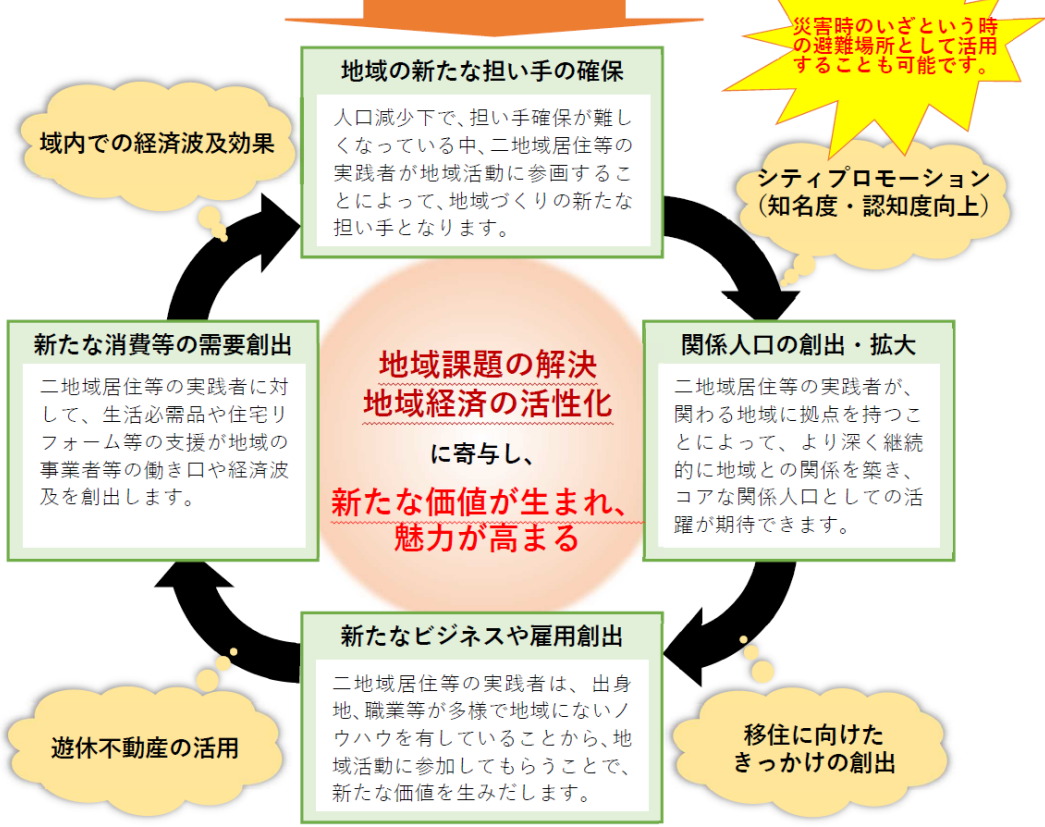 災害時のいざという時
の避難場所として活用
することも可能です。
地域の新たな担い手の確保
人口減少下で、担い手確保が難し
くなっている中、二地域居住等の
実践者が地域活動に参画するこ
とによって、地域づくりの新たな
担い手となります。
域内での経済波及効果
シティプロモーション
（知名度・認知度向上）
新たな消費等の需要創出
二地域居住等の実践者に対
して、生活必需品や住宅リ
フォーム等の支援が地域の
事業者等の働き口や経済波
及を創出します。
地域課題の解決
地域経済の活性化
に寄与し、
新たな価値が生まれ、
魅力が高まる
関係人口の創出・拡大
二地域居住等の実践者が、
関わる地域に拠点を持つこ
とによって、より深く継続
的に地域との関係を築き、
コアな関係人口としての活
躍が期待できます。
新たなビジネスや雇用創出
二地域居住等の実践者は、出身
地、職業等が多様で地域にないノ
ウハウを有していることから、地
域活動に参加してもらうことで、
新たな価値を生みだします。
遊休不動産の活用
移住に向けた
きっかけの創出